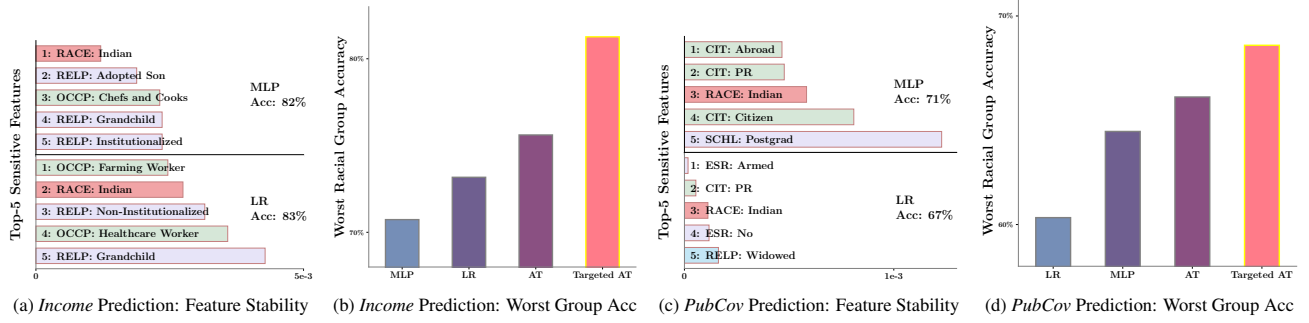 Top-5 Sensitive Features
1: RACE: Indian
2: RELP: Adopted Son
3: OCCP: Chefs and Cooks
4: RELP: Grandchild
5: RELP: Institutionalized
MLP
Acc: 82%
1: OCCP: Farming Worker
2: RACE: Indian
3: RELP: Non-Institutionalized
4: OCCP: Healthcare Worker
5: RELP: Grandchild
LR
Acc: 83%
0
5e-3
(a) Income Prediction: Feature Stability
Worst Racial Group Accuracy
80%
70%
MLP
LR
AT
Targeted AT
(b) Income Prediction: Worst Group Acc
Top-5 Sensitive Features
1: CIT: Abroad
2: CIT: PR
3: RACE: Indian
4: CIT: Citizen
5: SCHL: Postgrad
MLP
Acc: 71%
1: ESR: Armed
2: CIT: PR
3: RACE: Indian
4: ESR: No
5: RELP: Widowed
LR
Acc: 67%
0
1e-3
(c) PubCov Prediction: Feature Stability
Worst Racial Group Accuracy
70%
60%
LR
MLP
AT
Targeted AT
(d) PubCov Prediction: Worst Group Acc